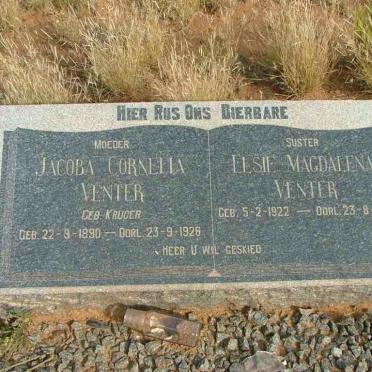 HIER RUS ONS DIERBARE
MOEDER
JACOBA CORNELIA
VENTER
GEB. KRUGER
GEB. 22-9-1890 — OORL. 23-9-1926
SUSTER
ELSIE MAGDALENA
VENTER
GEB. 5-2-1922 — OORL. 23-8
HEER U WIL GESKIED